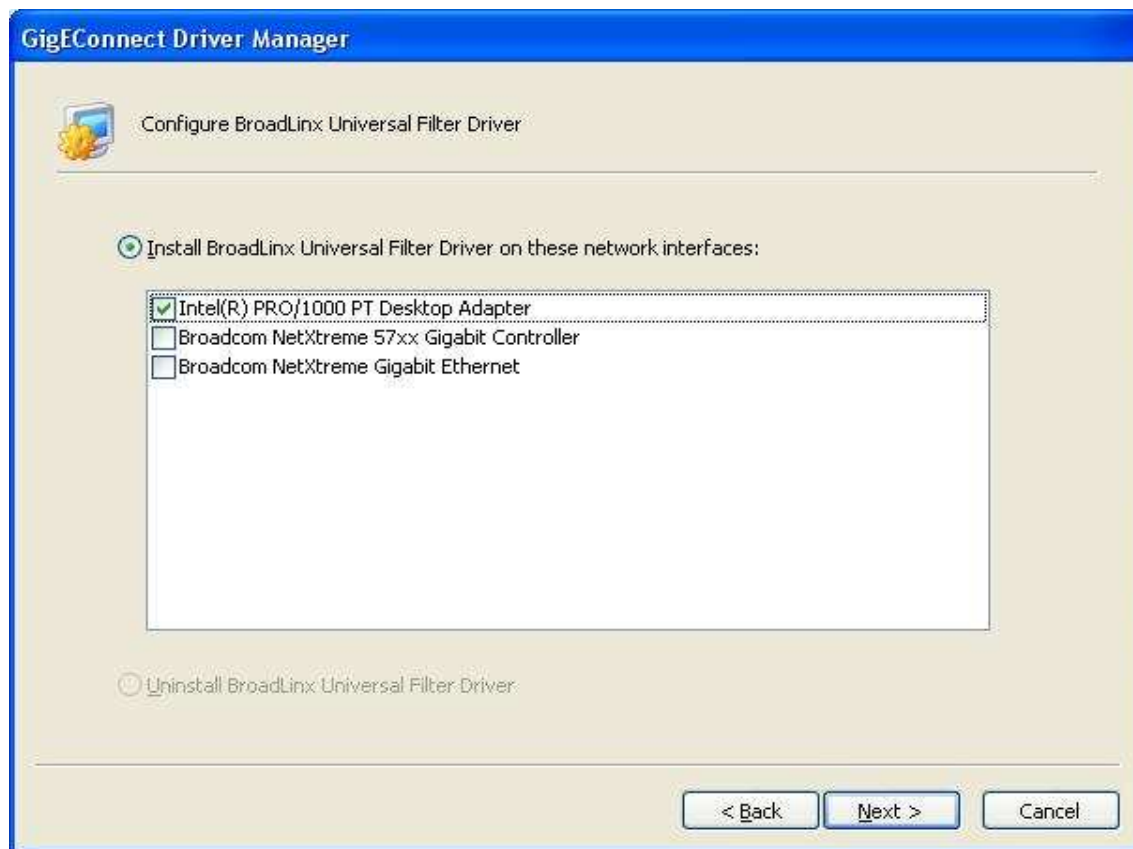 GigEConnect Driver Manager
Configure BroadLinx Universal Filter Driver
Install BroadLinx Universal Filter Driver on these network interfaces:
Intel(R) PRO/1000 PT Desktop Adapter
Broadcom NetXtreme 57xx Gigabit Controller
Broadcom NetXtreme Gigabit Ethernet
Uninstall BroadLinx Universal Filter Driver
< Back Next > Cancel